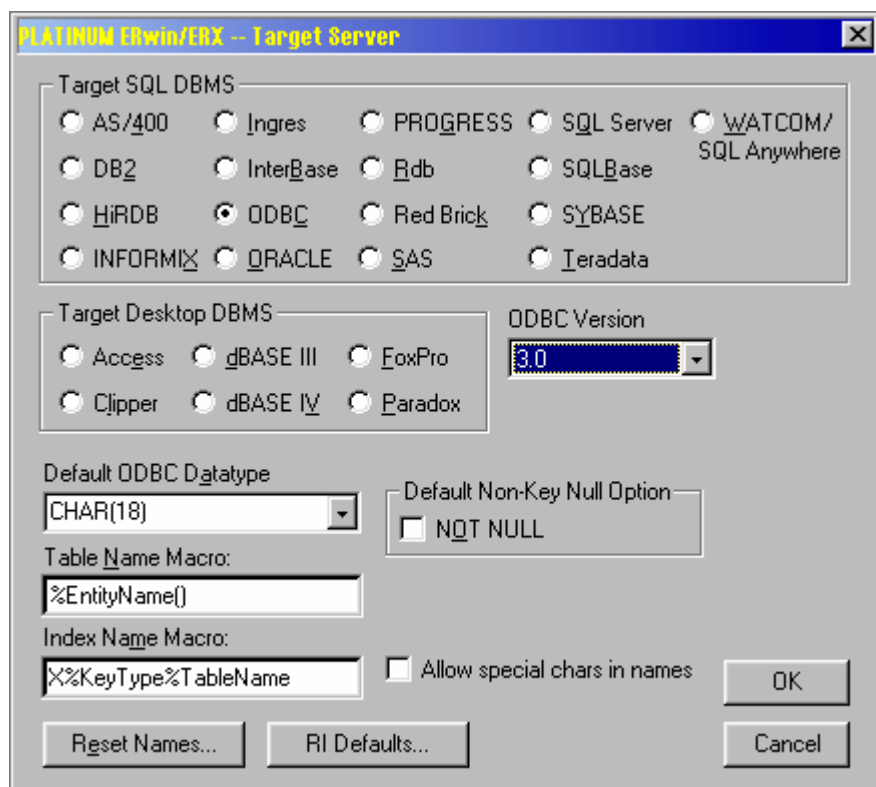 PLATINUM ERwin/ERX -- Target Server
Target SQL DBMS
AS/400 Ingres PROGRESS SQL Server WATCOM/
SQL Anywhere
DB2 InterBase Rdb SQLBase
HiRDB ODBC Red Brick SYBASE
INFORMIX ORACLE SAS Teradata
Target Desktop DBMS
ODBC Version
Access dBASE III FoxPro
3.0
Clipper dBASE IV Paradox
Default ODBC Datatype
CHAR(18)
Default Non-Key Null Option
NOT NULL
Table Name Macro:
%EntityName()
Index Name Macro:
X%KeyType%TableName
Allow special chars in names
OK
Reset Names...
RI Defaults...
Cancel